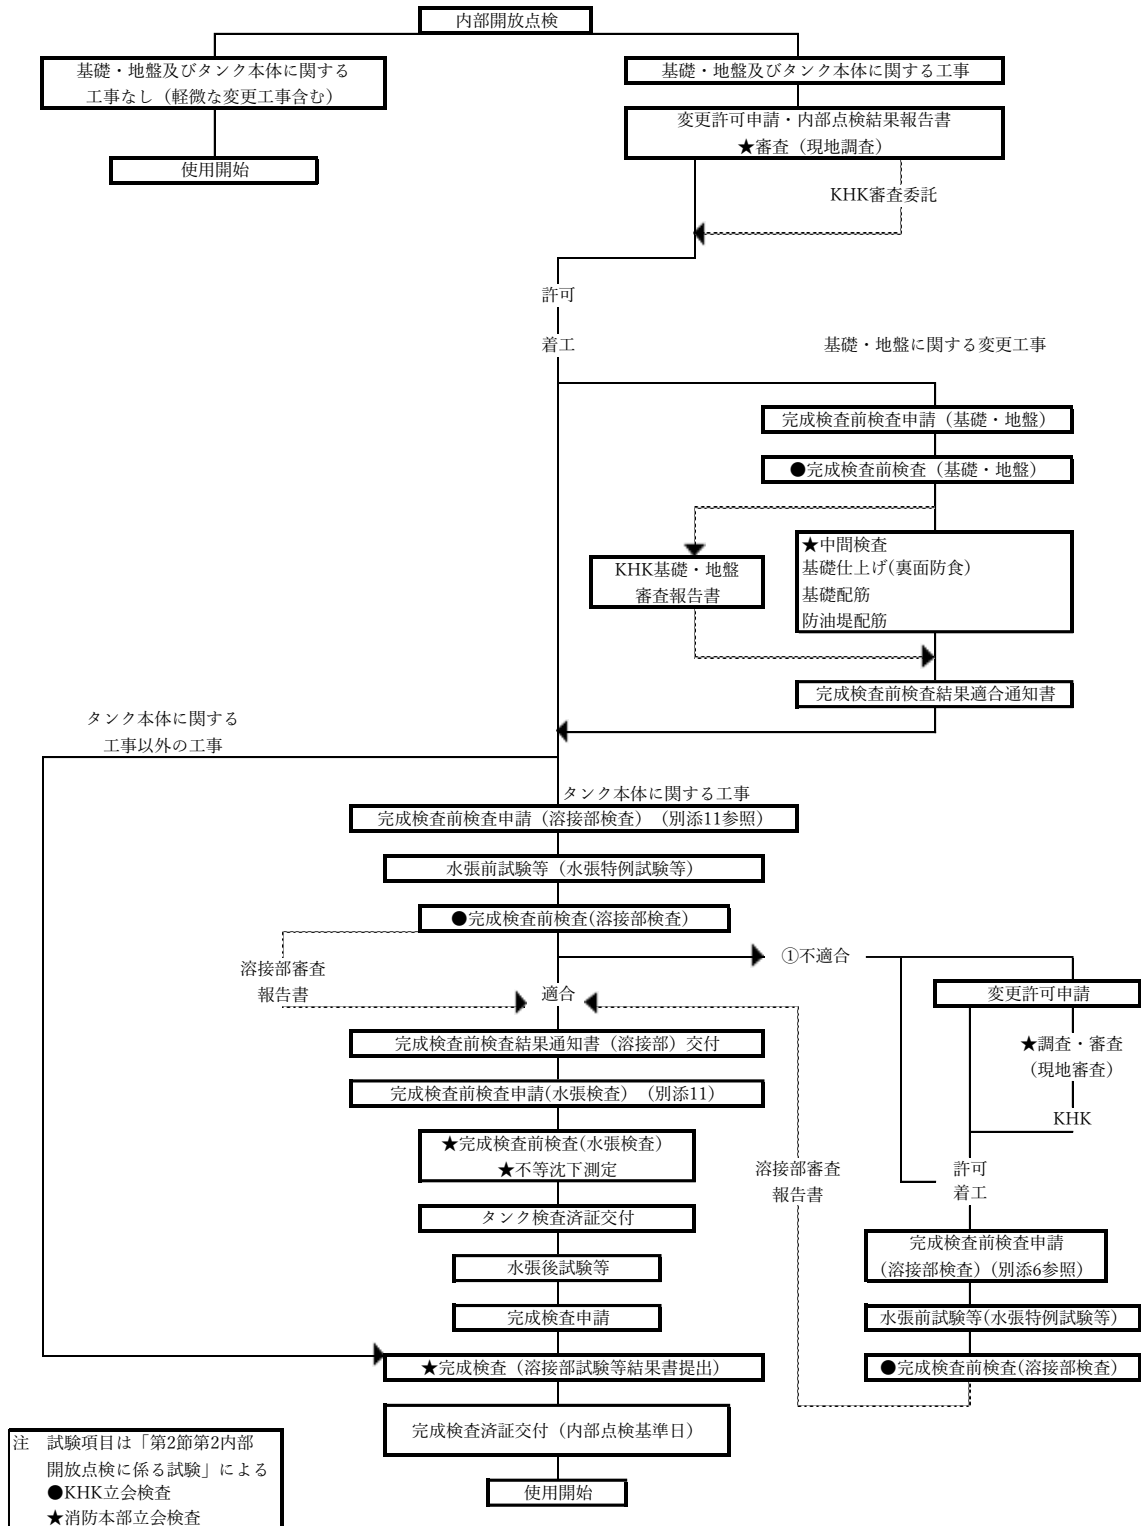 内部開放点検
基礎・地盤及びタンク本体に関する
工事なし（軽微な変更工事含む）
使用開始
基礎・地盤及びタンク本体に関する工事
変更許可申請・内部点検結果報告書
★審査（現地調査）
KHK審査委託
許可
着工
基礎・地盤に関する変更工事
完成検査前検査申請（基礎・地盤）
●完成検査前検査（基礎・地盤）
★中間検査
基礎仕上げ(裏面防食)
基礎配筋
防油堤配筋
KHK基礎・地盤
審査報告書
完成検査前検査結果適合通知書
タンク本体に関する
工事以外の工事
タンク本体に関する工事
完成検査前検査申請（溶接部検査）（別添11参照）
水張前試験等（水張特例試験等）
●完成検査前検査(溶接部検査）
溶接部審査
報告書
適合
①不適合
変更許可申請
★調査・審査
（現地審査）
KHK
許可
着工
完成検査前検査結果通知書（溶接部）交付
完成検査前検査申請(水張検査）（別添11）
★完成検査前検査(水張検査）
★不等沈下測定
溶接部審査
報告書
タンク検査済証交付
完成検査前検査申請
（溶接部検査）（別添6参照）
水張後試験等
水張前試験等(水張特例試験等）
完成検査申請
●完成検査前検査(溶接部検査）
★完成検査（溶接部試験等結果書提出）
完成検査済証交付（内部点検基準日）
使用開始
注　試験項目は「第2節第2内部
開放点検に係る試験」による
●KHK立会検査
★消防本部立会検査